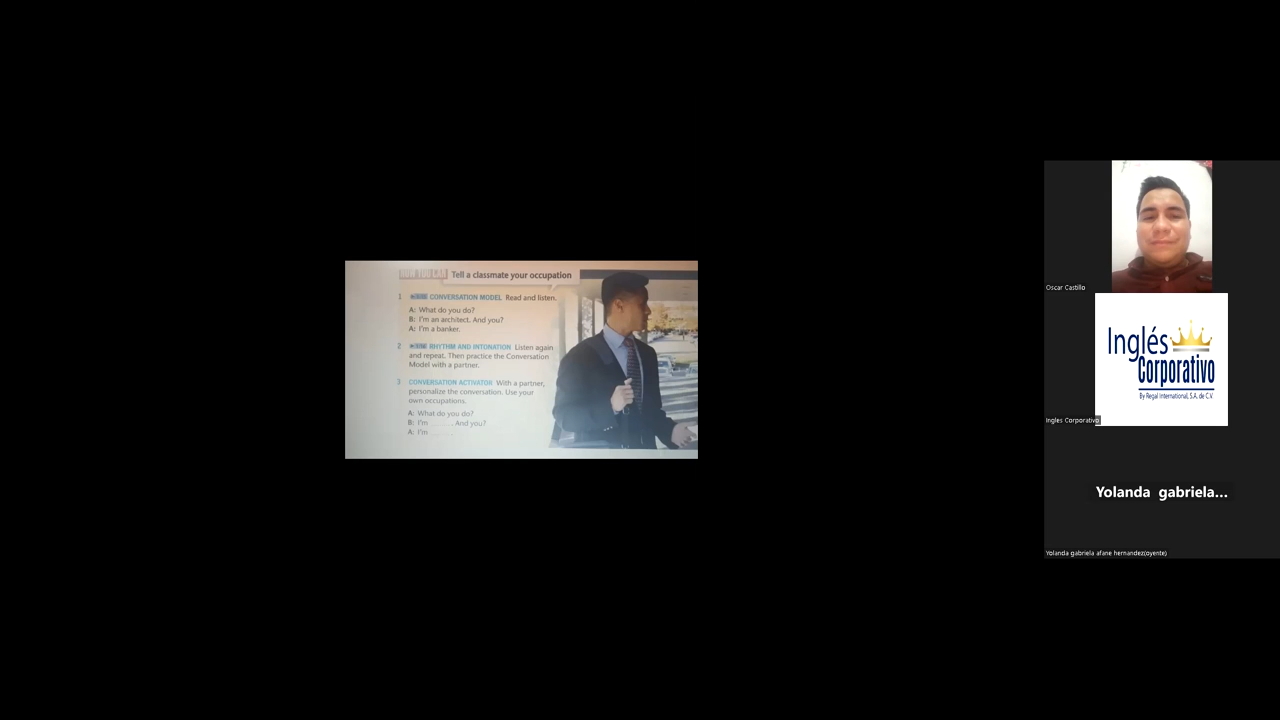 NOW YOU CAN Tell a classmate your occupation
1 CONVERSATION MODEL Read and listen.
A: What do you do?
B: I'm an architect. And you?
A: I'm a banker.
2 RHYTHM AND INTONATION Listen again
and repeat. Then practice the Conversation
Model with a partner.
3 CONVERSATION ACTIVATOR With a partner,
personalize the conversation. Use your
own occupations.
A: What do you do?
B: I'm ...... And you?
A: I'm ......
Oscar Castillo
Inglés
Corporativo
By Regal International, S.A. de C.V.
Ingles Corporativo
Yolanda gabriela...
Yolanda gabriela afane hernandez(oyente)